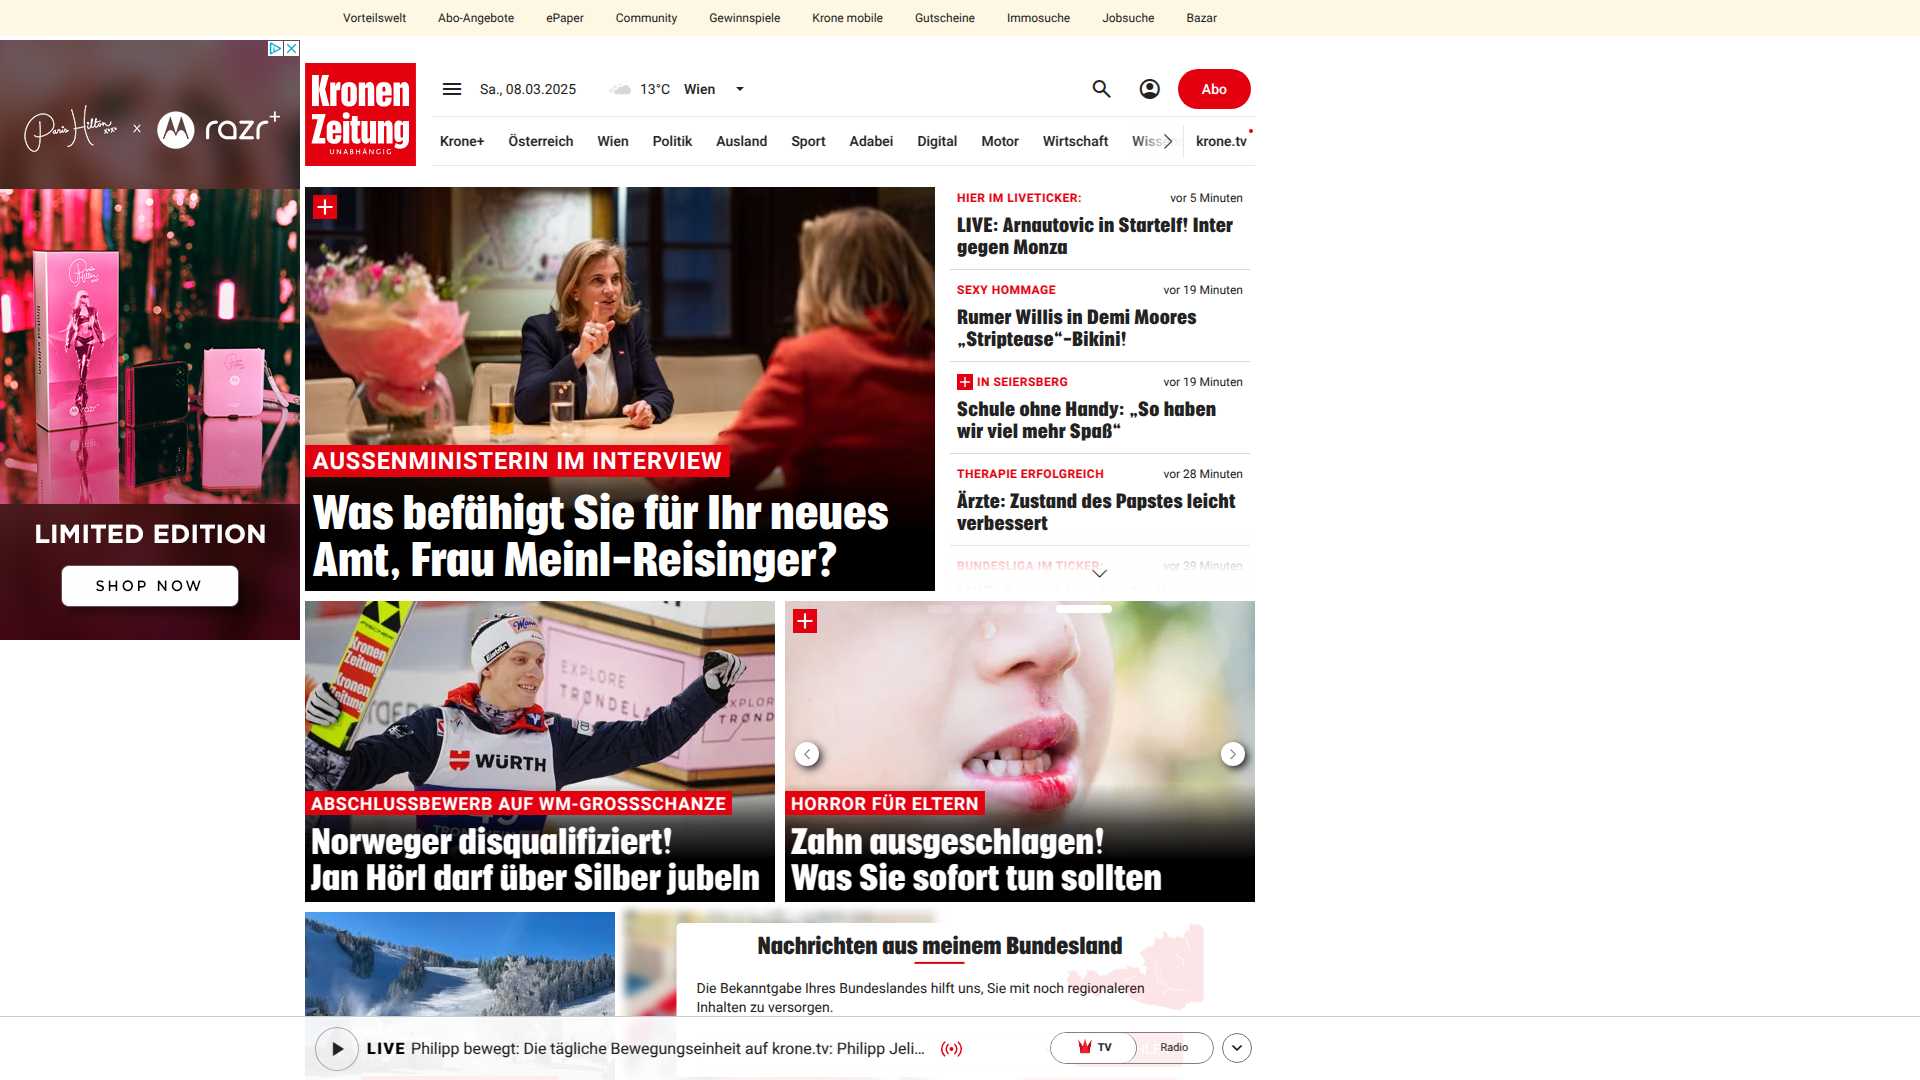 Vorteilswelt
Abo-Angebote
ePaper
Community
Gewinnspiele
Krone mobile
Gutscheine
Immosuche
Jobsuche
Bazar
Paris Hilton x razr+
LIMITED EDITION
SHOP NOW
Kronen
Zeitung
UNABHÄNGIG
Sa., 08.03.2025
13°C
Wien
Abo
Krone+
Österreich
Wien
Politik
Ausland
Sport
Adabei
Digital
Motor
Wirtschaft
krone.tv
AUSSENMINISTERIN IM INTERVIEW
Was befähigt Sie für Ihr neues
Amt, Frau Meinl-Reisinger?
HIER IM LIVETICKER:
vor 5 Minuten
LIVE: Arnautovic in Startelf! Inter
gegen Monza
SEXY HOMMAGE
vor 19 Minuten
Rumer Willis in Demi Moores
„Striptease“-Bikini!
IN SEIERSBERG
vor 19 Minuten
Schule ohne Handy: „So haben
wir viel mehr Spaß“
THERAPIE ERFOLGREICH
vor 28 Minuten
Ärzte: Zustand des Papstes leicht
verbessert
BUNDESLIGA IM TICKER:
Kronen
Zeitung
EXPLORE
WÜRTH
ABSCHLUSSBEWERB AUF WM-GROSSSCHANZE
Norweger disqualifiziert!
Jan Hörl darf über Silber jubeln
HORROR FÜR ELTERN
Zahn ausgeschlagen!
Was Sie sofort tun sollten
Nachrichten aus meinem Bundesland
Die Bekanntgabe Ihres Bundeslandes hilft uns, Sie mit noch regionaleren
Inhalten zu versorgen.
LIVE Philipp bewegt: Die tägliche Bewegungseinheit auf krone.tv: Philipp Jeli...
TV
Radio